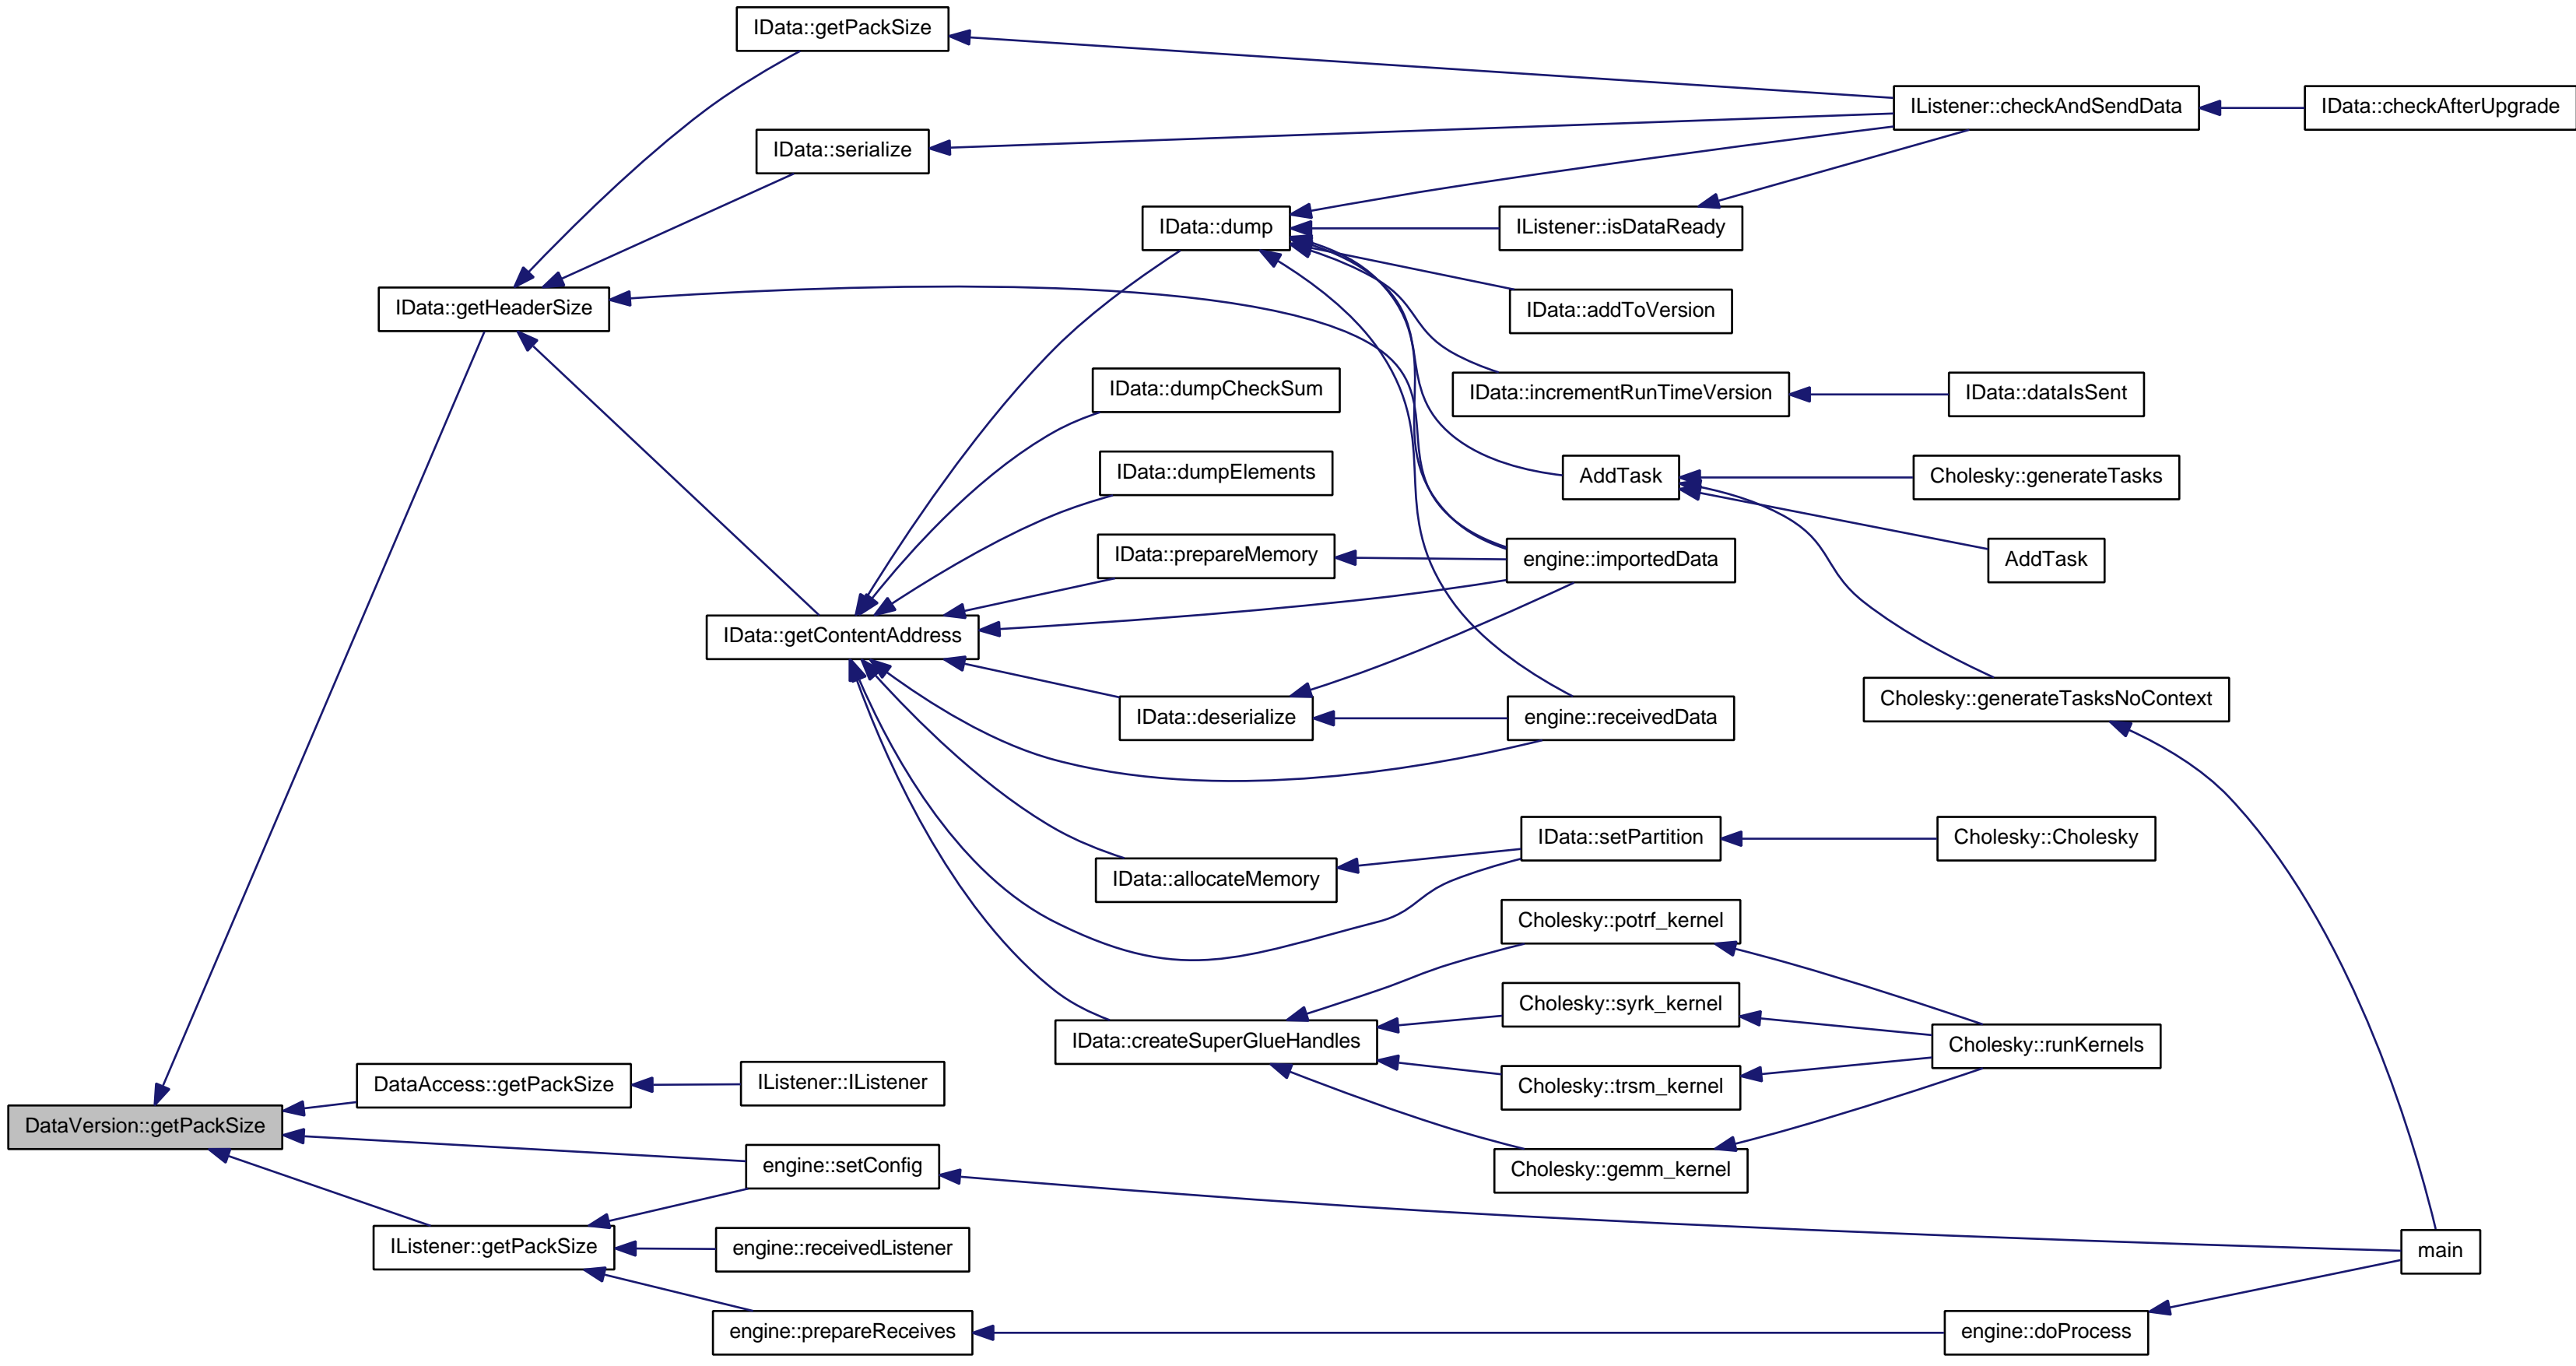 IData::getPackSize
IListener::checkAndSendData
IData::checkAfterUpgrade
IData::serialize
IData::dump
IListener::isDataReady
IData::getHeaderSize
IData::addToVersion
IData::dumpCheckSum
IData::incrementRunTimeVersion
IData::dataIsSent
IData::dumpElements
AddTask
Cholesky::generateTasks
IData::prepareMemory
engine::importedData
AddTask
IData::getContentAddress
Cholesky::generateTasksNoContext
IData::deserialize
engine::receivedData
IData::setPartition
Cholesky::Cholesky
IData::allocateMemory
Cholesky::potrf_kernel
Cholesky::syrk_kernel
IData::createSuperGlueHandles
Cholesky::runKernels
DataAccess::getPackSize
IListener::IListener
Cholesky::trsm_kernel
DataVersion::getPackSize
engine::setConfig
Cholesky::gemm_kernel
IListener::getPackSize
engine::receivedListener
main
engine::prepareReceives
engine::doProcess